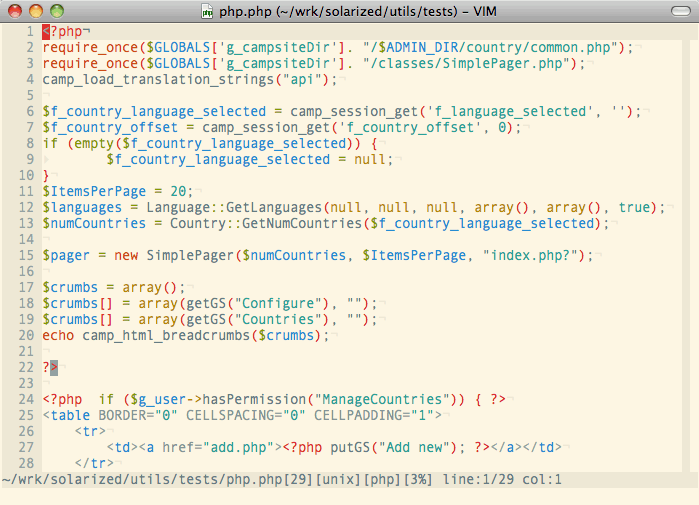 php.php (~/wrk/solarized/utils/tests) – VIM
1 <?php¬
2 require_once($GLOBALS['g_campsiteDir']. "/$ADMIN_DIR/country/common.php");¬
3 require_once($GLOBALS['g_campsiteDir']. "/classes/SimplePager.php");¬
4 camp_load_translation_strings("api");¬
5 ¬
6 $f_country_language_selected = camp_session_get('f_language_selected', '');¬
7 $f_country_offset = camp_session_get('f_country_offset', 0);¬
8 if (empty($f_country_language_selected)) {¬
9 $f_country_language_selected = null;¬
10 }¬
11 $ItemsPerPage = 20;¬
12 $languages = Language::GetLanguages(null, null, null, array(), array(), true);¬
13 $numCountries = Country::GetNumCountries($f_country_language_selected);¬
14 ¬
15 $pager = new SimplePager($numCountries, $ItemsPerPage, "index.php?");¬
16 ¬
17 $crumbs = array();¬
18 $crumbs[] = array(getGS("Configure"), "");¬
19 $crumbs[] = array(getGS("Countries"), "");¬
20 echo camp_html_breadcrumbs($crumbs);¬
21 ¬
22 ?>¬
23 ¬
24 <?php  if ($g_user->hasPermission("ManageCountries")) { ?>¬
25 <table BORDER="0" CELLSPACING="0" CELLPADDING="1">¬
26 <tr>¬
27 <td><a href="add.php"><?php putGS("Add new"); ?></a></td>¬
28 </tr>¬
~/wrk/solarized/utils/tests/php.php[29][unix][php][3%] line:1/29 col:1